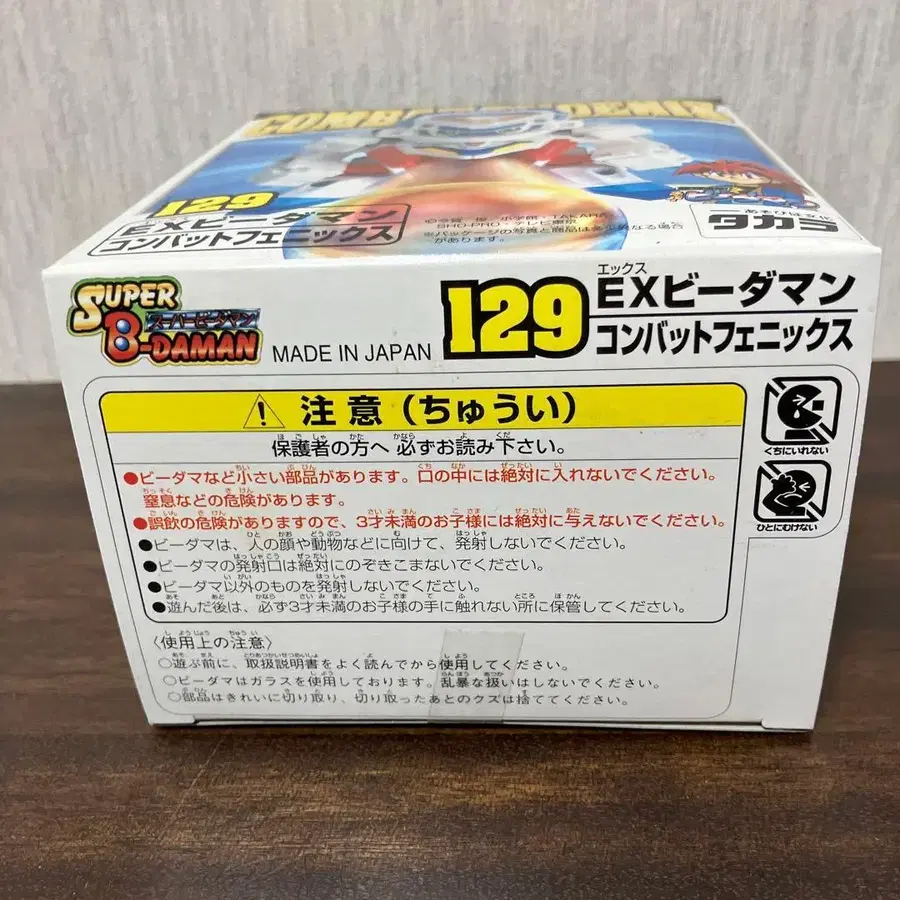 129
EXビーダマン
コンバットフェニックス
タカラ
SUPER
スーパービーダマン
B-DAMAN
MADE IN JAPAN
129
エックス
EXビーダマン
コンバットフェニックス
⚠ 注意（ちゅうい）
保護者の方へ 必ずお読み下さい。
●ビーダマなど小さい部品があります。口の中には絶対に入れないでください。
窒息などの危険があります。
●誤飲の危険がありますので、3才未満のお子様には絶対に与えないでください。
●ビーダマは、人の顔や動物などに向けて、発射しないでください。
●ビーダマの発射口は絶対にのぞきこまないでください。
●ビーダマ以外のものを発射しないでください。
●遊んだ後は、必ず3才未満のお子様の手に触れない所に保管してください。
くちにいれない
ひとにむけない
〈使用上の注意〉
○遊ぶ前に、取扱説明書をよく読んでから使用してください。
○ビーダマはガラスを使用しております。乱暴な扱いはしないでください。
○部品はきれいに切り取り、切り取ったあとのクズは捨ててください。